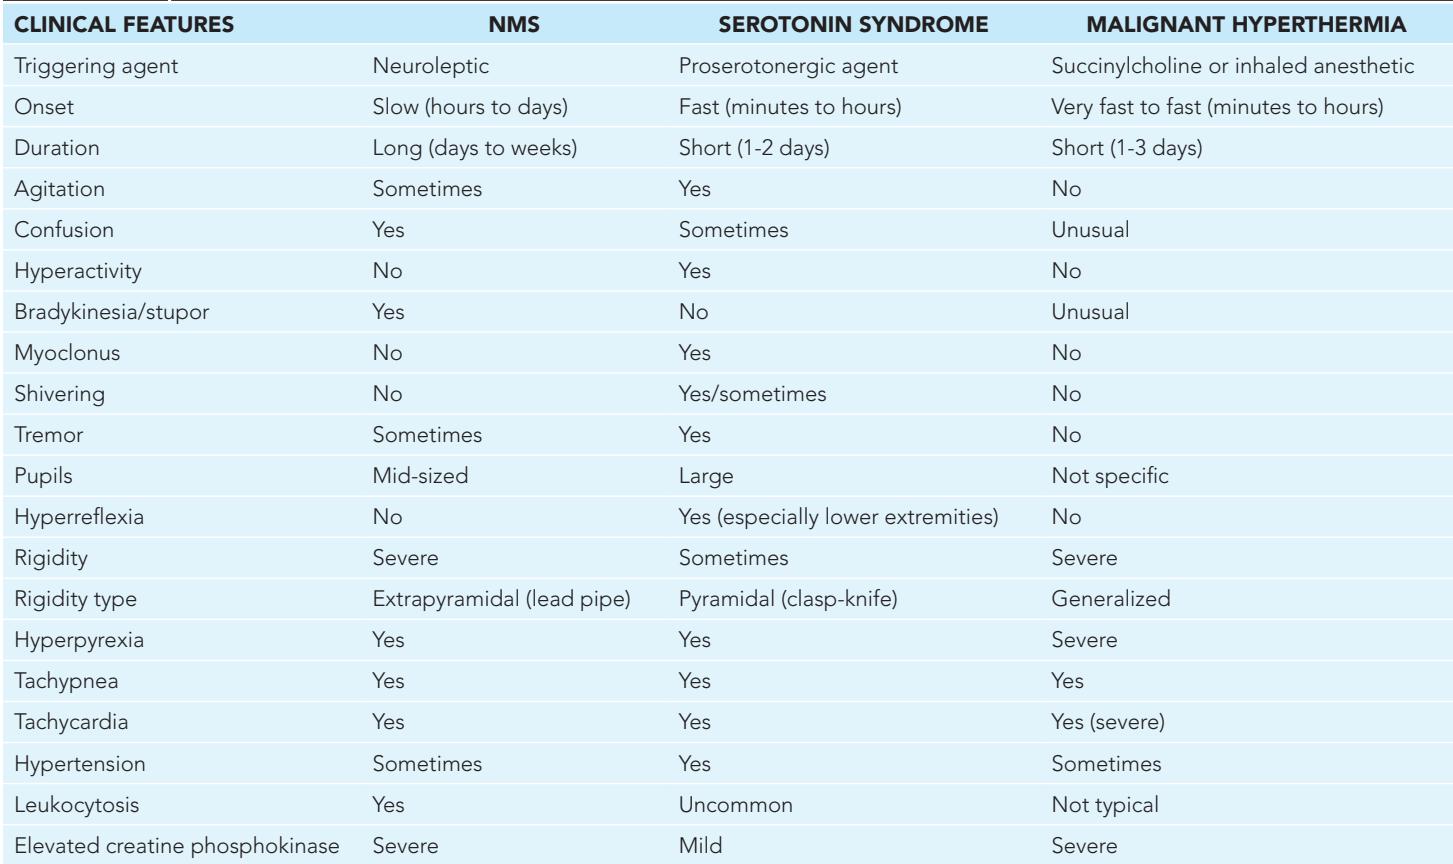 CLINICAL FEATURES NMS SEROTONIN SYNDROME MALIGNANT HYPERTHERMIA
Triggering agent Neuroleptic Proserotonergic agent Succinylcholine or inhaled anesthetic
Onset Slow (hours to days) Fast (minutes to hours) Very fast to fast (minutes to hours)
Duration Long (days to weeks) Short (1-2 days) Short (1-3 days)
Agitation Sometimes Yes No
Confusion Yes Sometimes Unusual
Hyperactivity No Yes No
Bradykinesia/stupor Yes No Unusual
Myoclonus No Yes No
Shivering No Yes/sometimes No
Tremor Sometimes Yes No
Pupils Mid-sized Large Not specific
Hyperreflexia No Yes (especially lower extremities) No
Rigidity Severe Sometimes Severe
Rigidity type Extrapyramidal (lead pipe) Pyramidal (clasp-knife) Generalized
Hyperpyrexia Yes Yes Severe
Tachypnea Yes Yes Yes
Tachycardia Yes Yes Yes (severe)
Hypertension Sometimes Yes Sometimes
Leukocytosis Yes Uncommon Not typical
Elevated creatine phosphokinase Severe Mild Severe